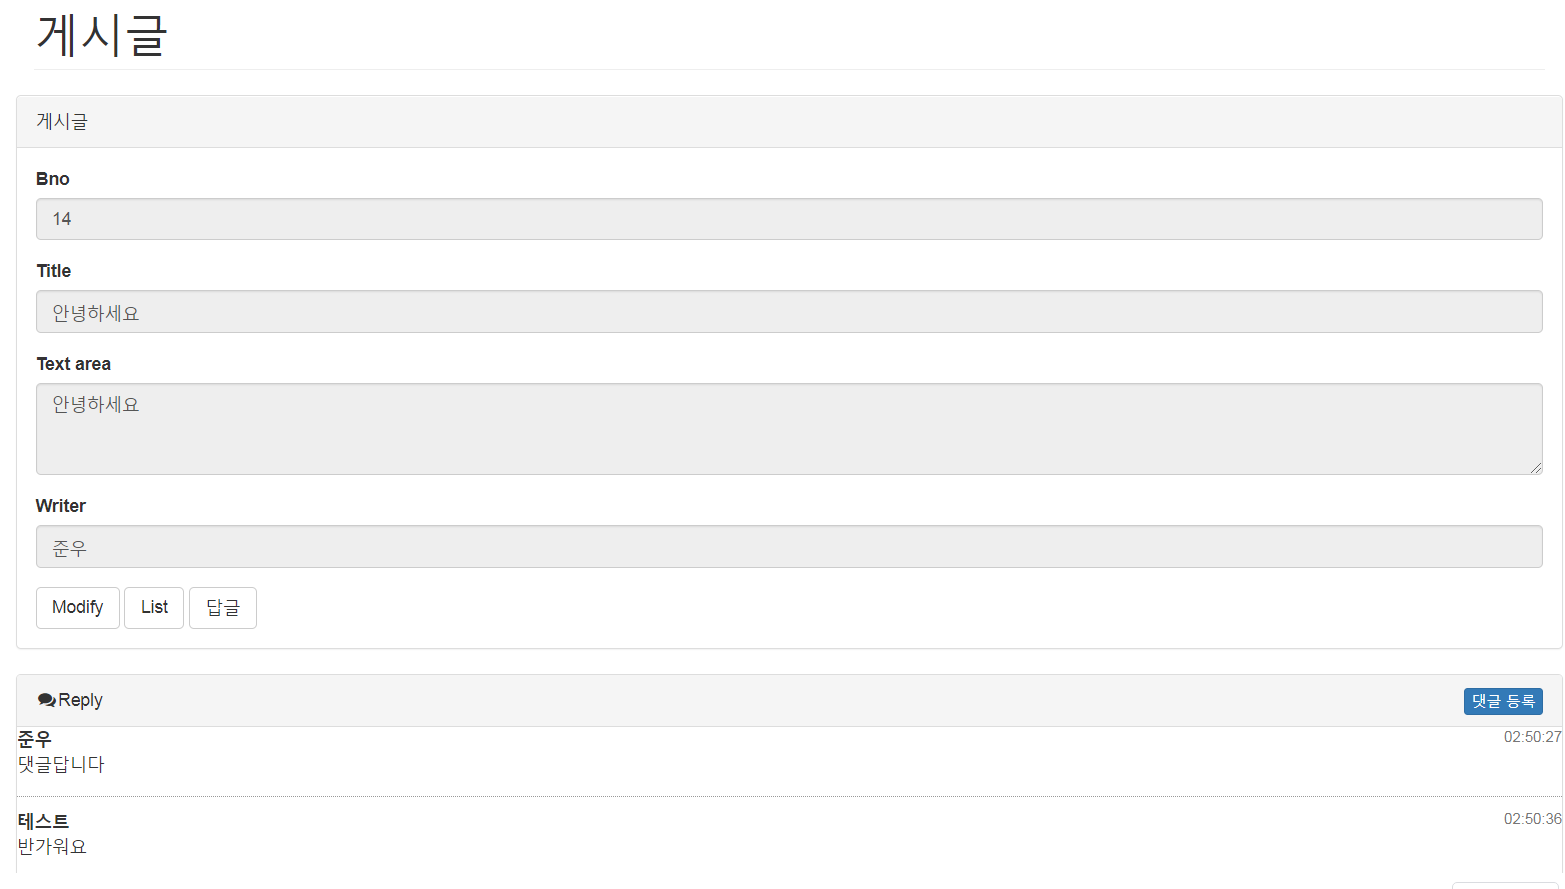 게시글
게시글
Bno
14
Title
안녕하세요
Text area
안녕하세요
Writer
준우
Modify List 답글
Reply 댓글 등록
준우 02:50:27
댓글답니다
테스트 02:50:36
반가워요